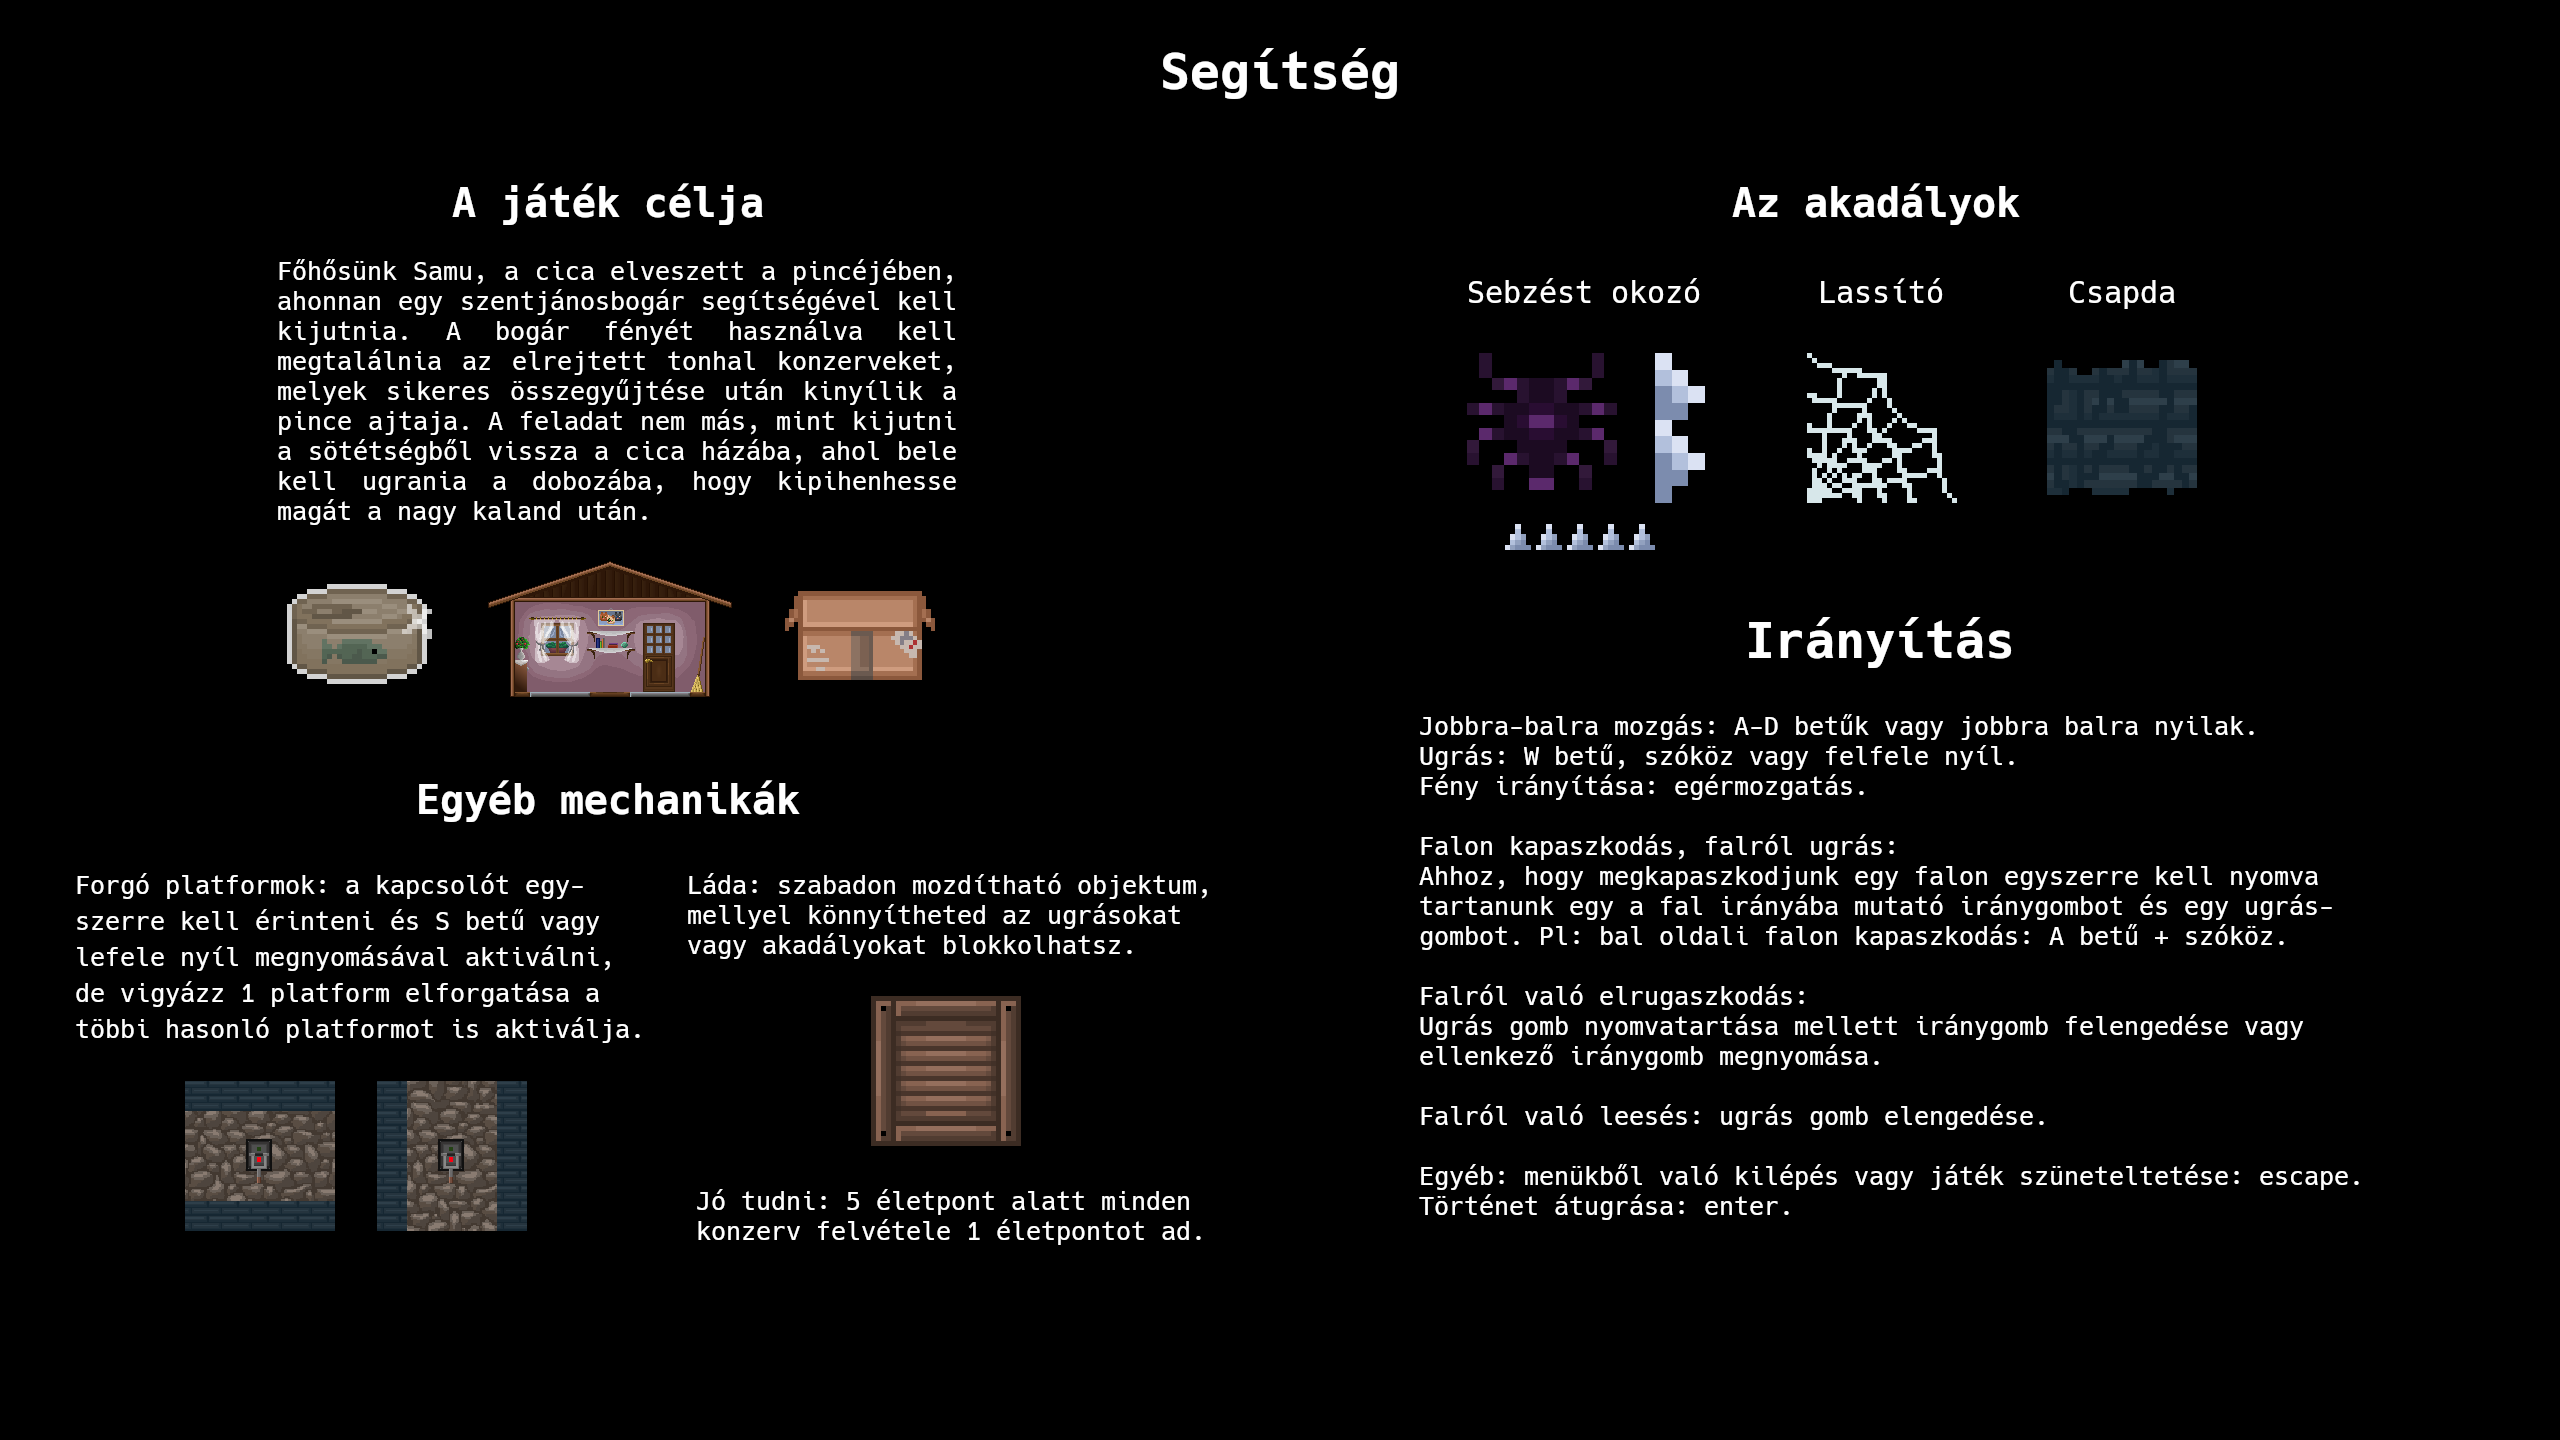 Segítség
A játék célja
Főhősünk Samu, a cica elveszett a pincéjében,
ahonnan egy szentjánosbogár segítségével kell
kijutnia. A bogár fényét használva kell
megtalálnia az elrejtett tonhal konzerveket,
melyek sikeres összegyűjtése után kinyílik a
pince ajtaja. A feladat nem más, mint kijutni
a sötétségből vissza a cica házába, ahol bele
kell ugrania a dobozába, hogy kipihenhesse
magát a nagy kaland után.
Egyéb mechanikák
Forgó platformok: a kapcsolót egy-
szerre kell érinteni és S betű vagy
lefele nyíl megnyomásával aktiválni,
de vigyázz 1 platform elforgatása a
többi hasonló platformot is aktiválja.
Láda: szabadon mozdítható objektum,
mellyel könnyítheted az ugrásokat
vagy akadályokat blokkolhatsz.
Jó tudni: 5 életpont alatt minden
konzerv felvétele 1 életpontot ad.
Az akadályok
Sebzést okozó
Lassító
Csapda
Irányítás
Jobbra-balra mozgás: A-D betűk vagy jobbra balra nyilak.
Ugrás: W betű, szóköz vagy felfele nyíl.
Fény irányítása: egérmozgatás.
Falon kapaszkodás, falról ugrás:
Ahhoz, hogy megkapaszkodjunk egy falon egyszerre kell nyomva
tartanunk egy a fal irányába mutató iránygombot és egy ugrás-
gombot. Pl: bal oldali falon kapaszkodás: A betű + szóköz.
Falról való elrugaszkodás:
Ugrás gomb nyomvatartása mellett iránygomb felengedése vagy
ellenkező iránygomb megnyomása.
Falról való leesés: ugrás gomb elengedése.
Egyéb: menükből való kilépés vagy játék szüneteltetése: escape.
Történet átugrása: enter.